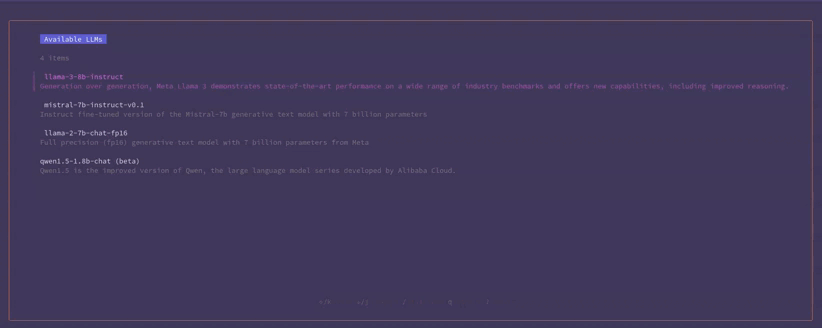 Available LLMs
4 items
llama-3-8b-instruct
Generation over generation, Meta Llama 3 demonstrates state-of-the-art performance on a wide range of industry benchmarks and offers new capabilities, including improved reasoning.
mistral-7b-instruct-v0.1
Instruct fine-tuned version of the Mistral-7b generative text model with 7 billion parameters
llama-2-7b-chat-fp16
Full precision (fp16) generative text model with 7 billion parameters from Meta
qwen1.5-1.8b-chat (beta)
Qwen1.5 is the improved version of Qwen, the large language model series developed by Alibaba Cloud.